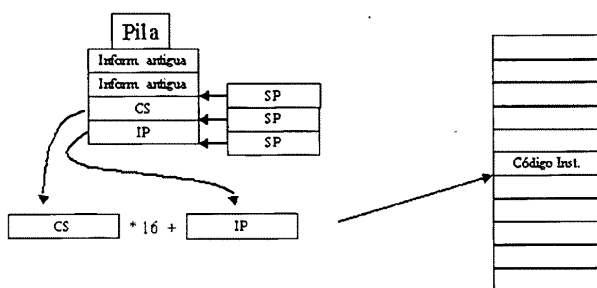 Pila
Inform. antigua
Inform. antigua
CS
IP
SP
SP
SP
Código Inst.
CS * 16 + IP